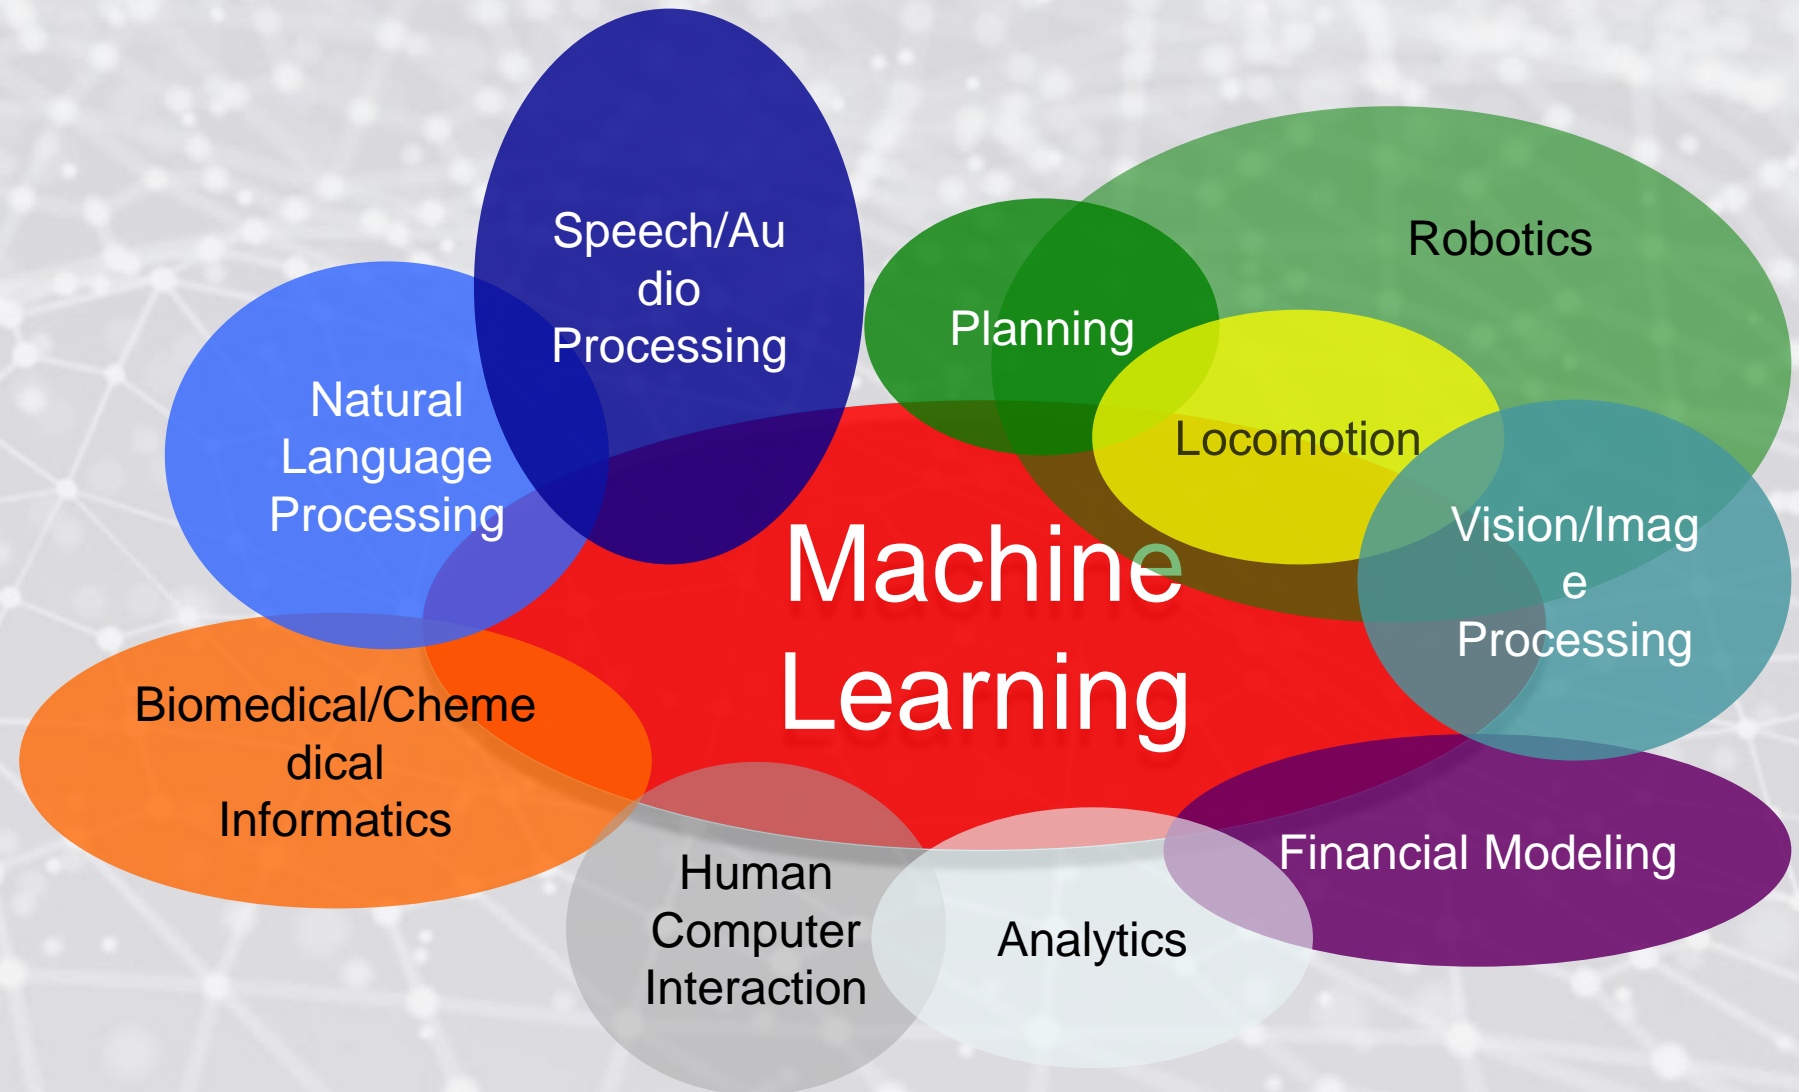 Speech/Au
dio
Processing
Robotics
Planning
Natural
Language
Processing
Locomotion
Vision/Imag
e
Processing
Machine
Learning
Biomedical/Cheme
dical
Informatics
Human
Computer
Interaction
Analytics
Financial Modeling